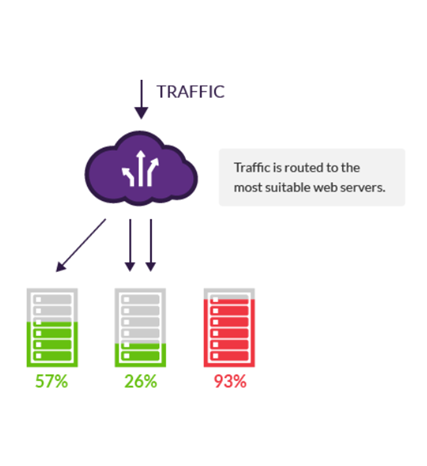 TRAFFIC
Traffic is routed to the
most suitable web servers.
57%
26%
93%